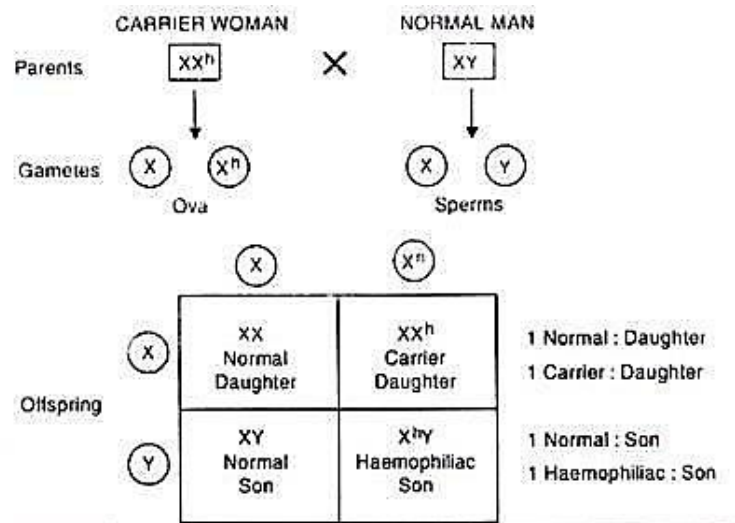 CARRIER WOMAN NORMAL MAN
Parents XXʰ X XY
Gametes X Xʰ X Y
Ova Sperms
X Xʰ
X XX XXʰ
Normal Carrier 1 Normal : Daughter
Daughter Daughter 1 Carrier : Daughter
Offspring
Y XY XʰY 1 Normal : Son
Normal Haemophiliac 1 Haemophiliac : Son
Son Son